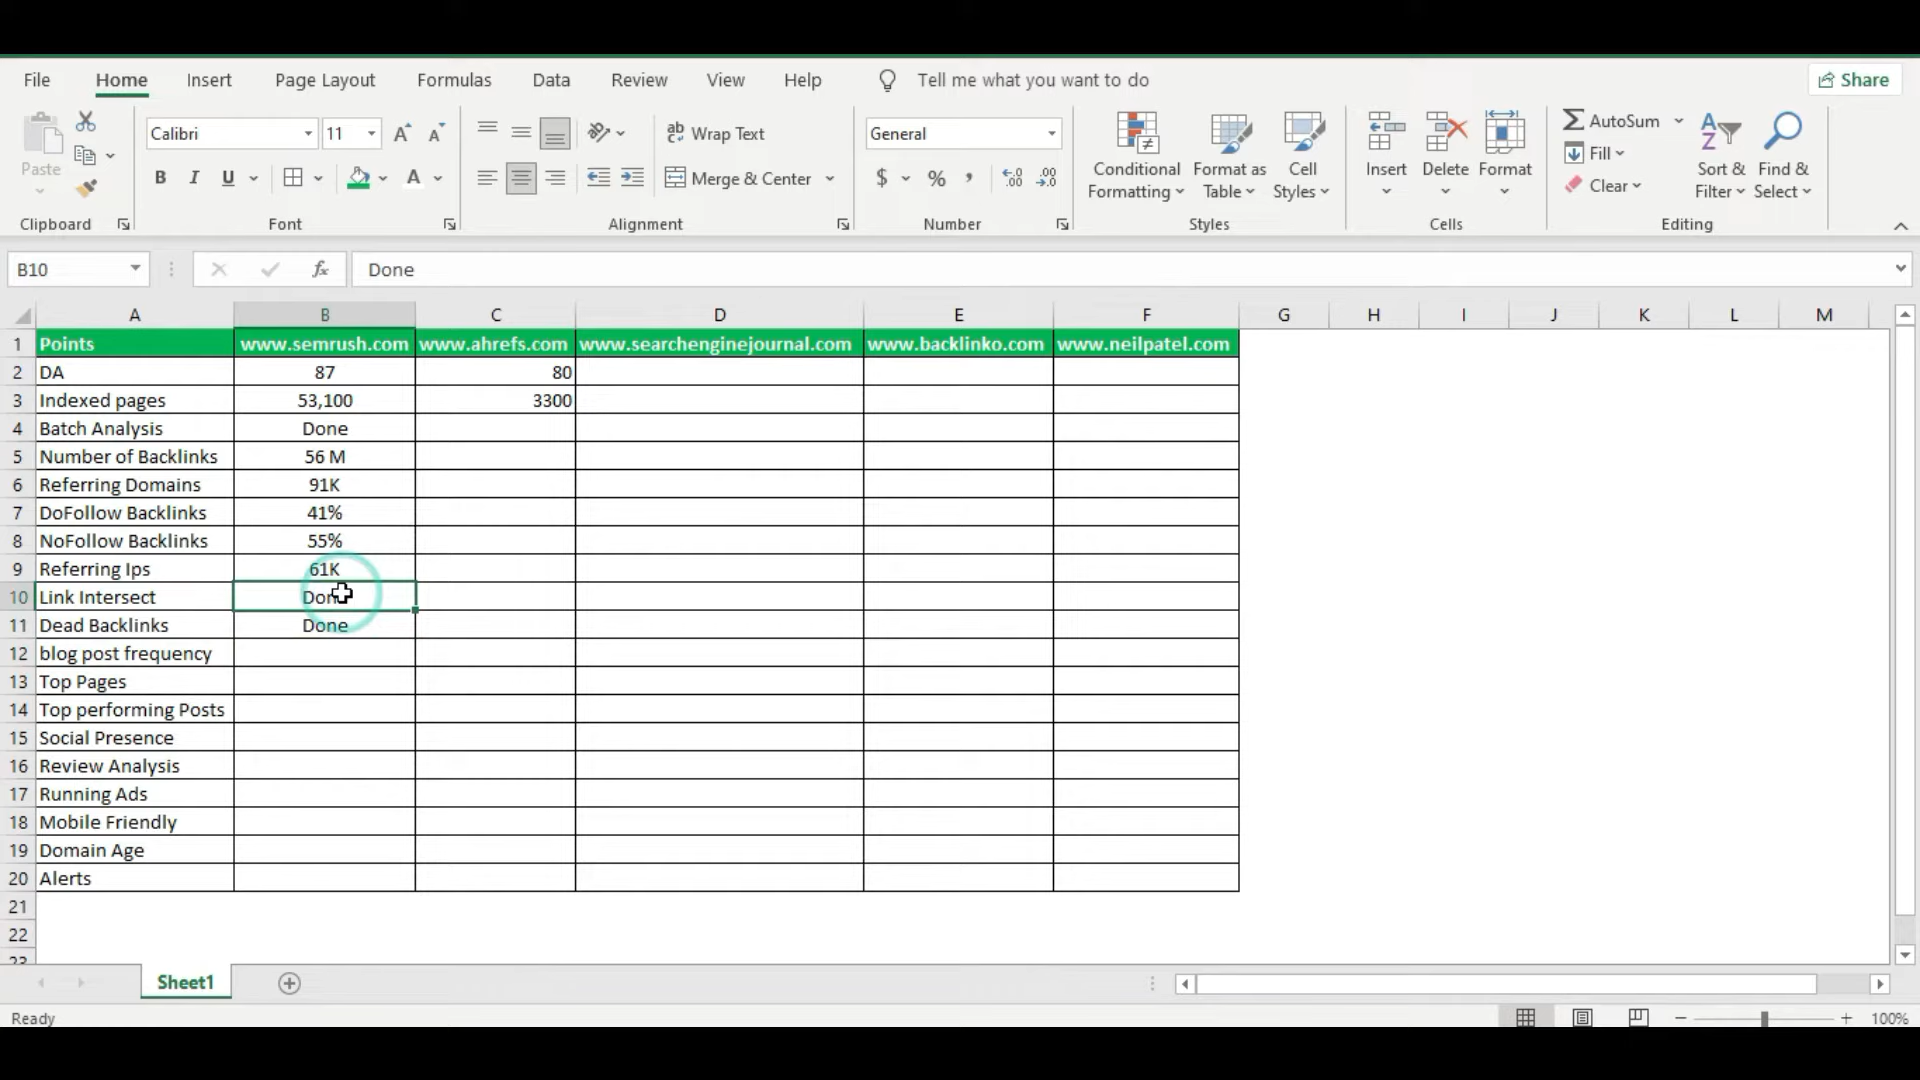 File Home Insert Page Layout Formulas Data Review View Help Tell me what you want to do Share
Paste Calibri 11 Wrap Text General Conditional Formatting Format as Table Cell Styles Insert Delete Format AutoSum Sort & Filter Find & Select
B I U A Merge & Center $ % Fill
Clear
Clipboard Font Alignment Number Styles Cells Editing
B10 fx Done
A B C D E F G H I J K L M
1 Points www.semrush.com www.ahrefs.com www.searchenginejournal.com www.backlinko.com www.neilpatel.com
2 DA 87 80
3 Indexed pages 53,100 3300
4 Batch Analysis Done
5 Number of Backlinks 56 M
6 Referring Domains 91K
7 DoFollow Backlinks 41%
8 NoFollow Backlinks 55%
9 Referring Ips 61K
10 Link Intersect Done
11 Dead Backlinks Done
12 blog post frequency
13 Top Pages
14 Top performing Posts
15 Social Presence
16 Review Analysis
17 Running Ads
18 Mobile Friendly
19 Domain Age
20 Alerts
21
22
23
Sheet1
Ready 100%